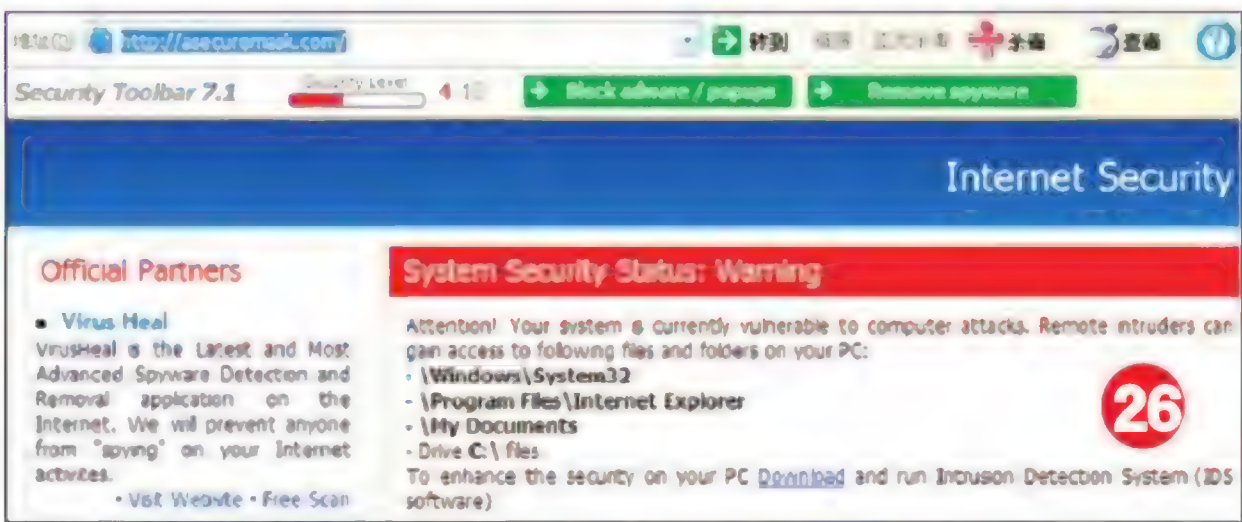 地址(D) http://asecuremask.com/ 转到 杀毒 查毒
Security Toolbar 7.1 Security Level 4 10 Block adware / popups Remove spyware
Internet Security
Official Partners
System Security Status: Warning
Virus Heal
VirusHeal is the Latest and Most
Advanced Spyware Detection and
Removal application on the
Internet. We will prevent anyone
from "spying" on your Internet
activities.
• Visit Website • Free Scan
Attention! Your system is currently vulnerable to computer attacks. Remote intruders can
gain access to following files and folders on your PC:
- \Windows\System32
- \Program Files\Internet Explorer
- \My Documents
- Drive C:\ files
To enhance the security on your PC Download and run Intrusion Detection System (IDS
software)
26